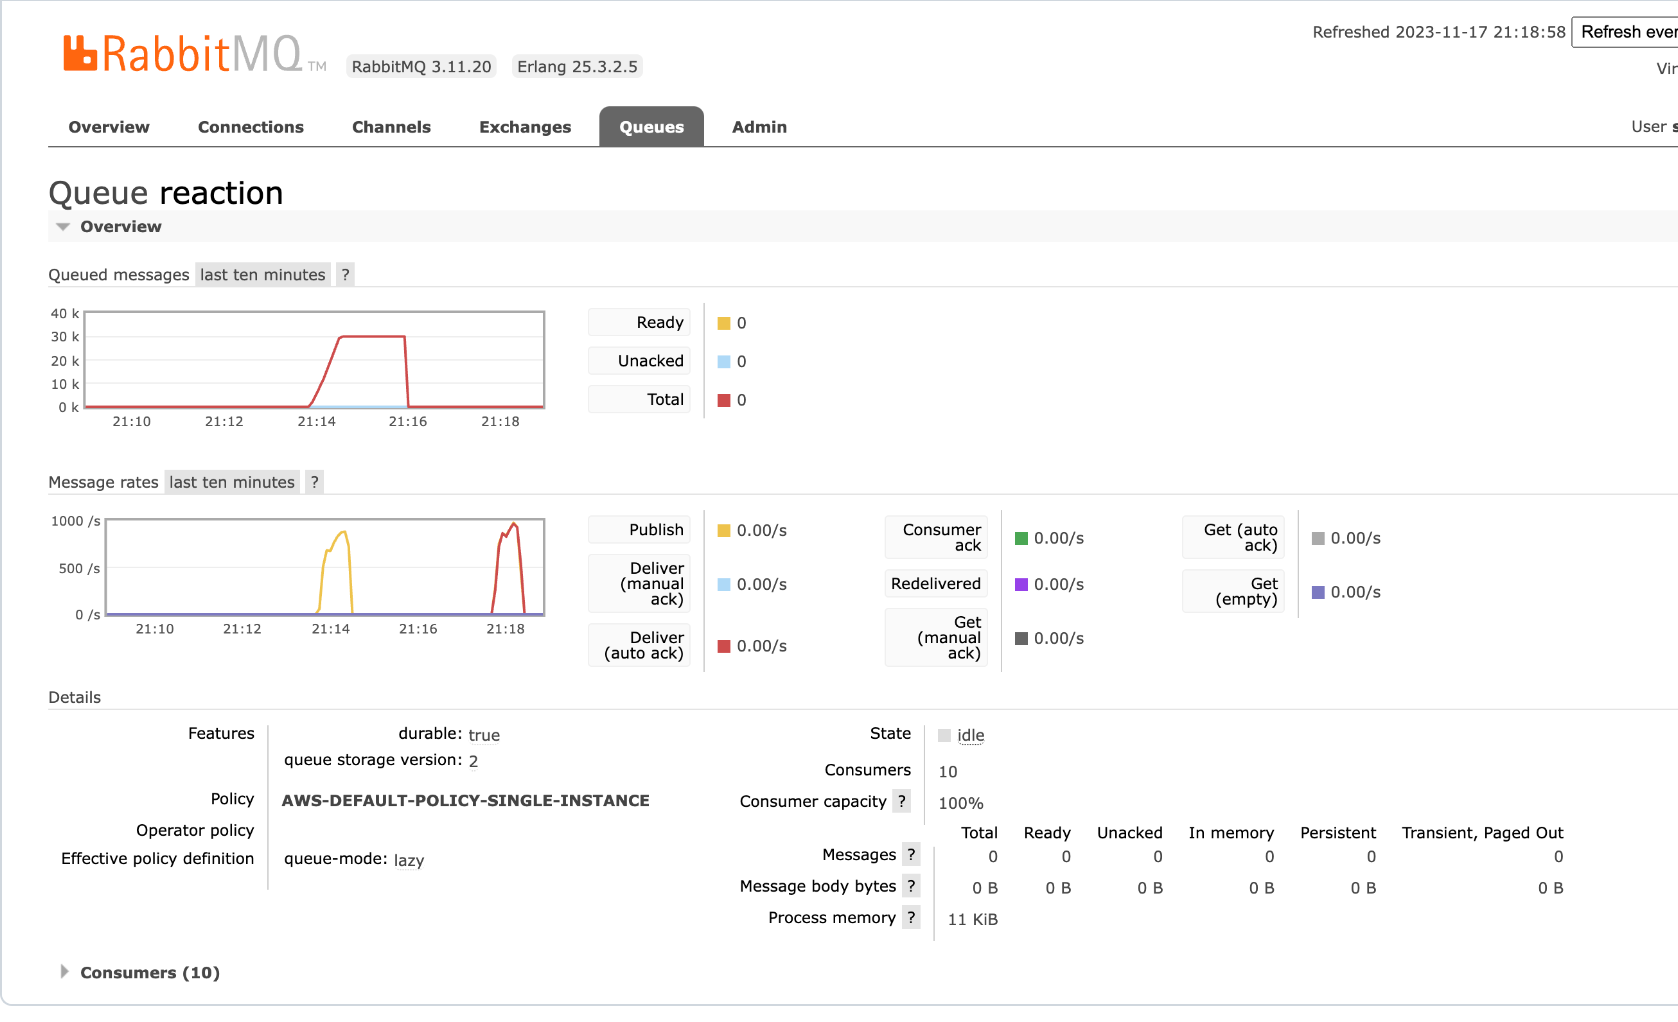 Refreshed 2023-11-17 21:18:58 Refresh ever
RabbitMQ TM RabbitMQ 3.11.20 Erlang 25.3.2.5
Vir
Overview Connections Channels Exchanges Queues Admin
User s
Queue reaction
Overview
Queued messages last ten minutes ?
40 k
30 k
20 k
10 k
0 k
21:10 21:12 21:14 21:16 21:18
Ready 0
Unacked 0
Total 0
Message rates last ten minutes ?
1000 /s
500 /s
0 /s
21:10 21:12 21:14 21:16 21:18
Publish 0.00/s
Deliver
(manual
ack) 0.00/s
Deliver
(auto ack) 0.00/s
Consumer
ack 0.00/s
Redelivered 0.00/s
Get
(manual
ack) 0.00/s
Get (auto
ack) 0.00/s
Get
(empty) 0.00/s
Details
Features durable: true
queue storage version: 2
Policy AWS-DEFAULT-POLICY-SINGLE-INSTANCE
Operator policy
Effective policy definition queue-mode: lazy
State idle
Consumers 10
Consumer capacity ? 100%
Total Ready Unacked In memory Persistent Transient, Paged Out
Messages ? 0 0 0 0 0 0
Message body bytes ? 0 B 0 B 0 B 0 B 0 B 0 B
Process memory ? 11 KiB
Consumers (10)